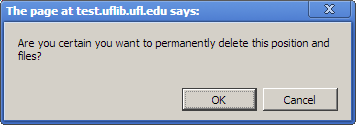 The page at test.uflib.ufl.edu says:
Are you certain you want to permanently delete this position and
files?
OK Cancel